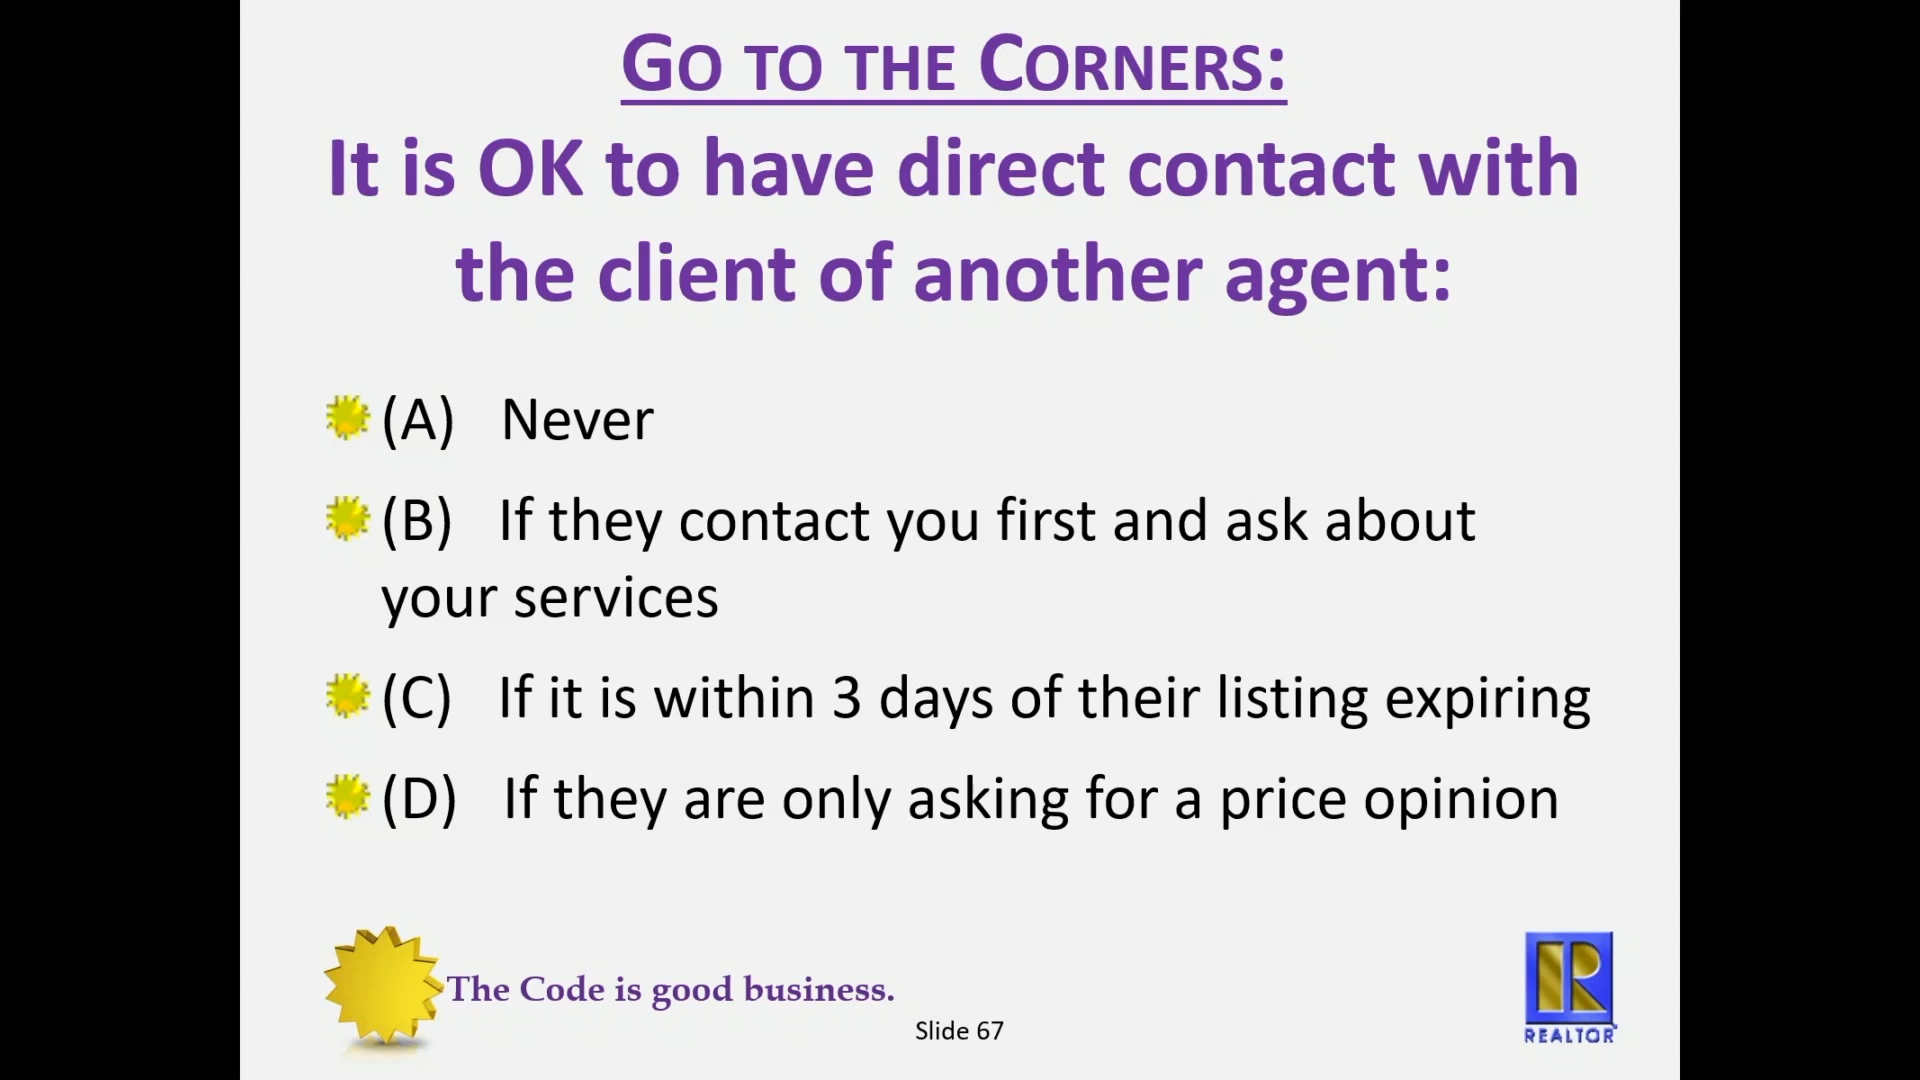 GO TO THE CORNERS:
It is OK to have direct contact with
the client of another agent:
(A) Never
(B) If they contact you first and ask about
your services
(C) If it is within 3 days of their listing expiring
(D) If they are only asking for a price opinion
The Code is good business.
Slide 67
R
REALTOR